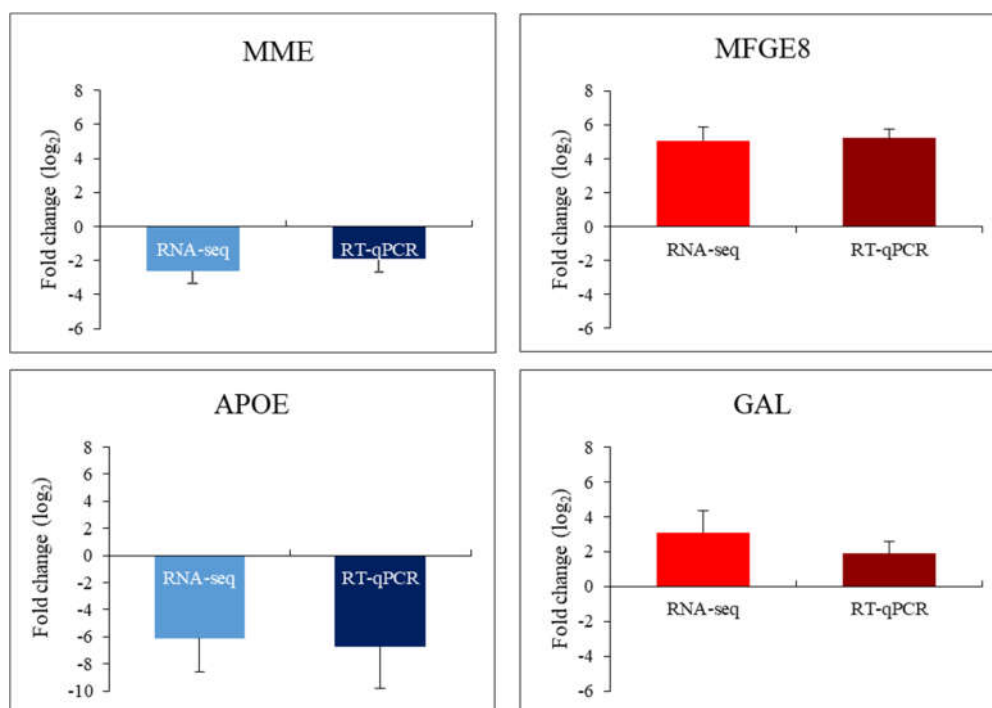 MME
Fold change (log2)
8
6
4
2
0
-2
-4
-6
RNA-seq
RT-qPCR
MFGE8
Fold change (log2)
8
6
4
2
0
-2
-4
-6
RNA-seq
RT-qPCR
APOE
Fold change (log2)
8
6
4
2
0
-2
-4
-6
-8
-10
RNA-seq
RT-qPCR
GAL
Fold change (log2)
8
6
4
2
0
-2
-4
-6
RNA-seq
RT-qPCR